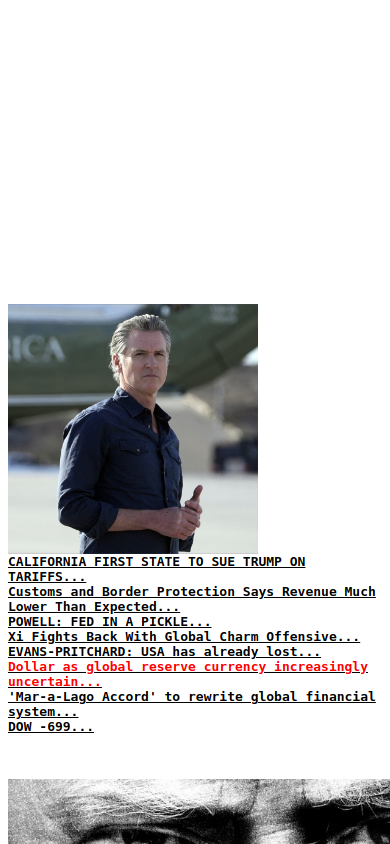 RICA
CALIFORNIA FIRST STATE TO SUE TRUMP ON
TARIFFS...
Customs and Border Protection Says Revenue Much
Lower Than Expected...
POWELL: FED IN A PICKLE...
Xi Fights Back With Global Charm Offensive...
EVANS-PRITCHARD: USA has already lost...
Dollar as global reserve currency increasingly
uncertain...
'Mar-a-Lago Accord' to rewrite global financial
system...
DOW -699...